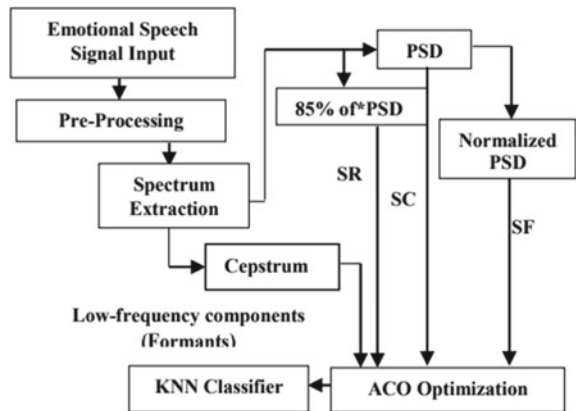 Emotional Speech
Signal Input
PSD
Pre-Processing
85% of*PSD
Normalized
PSD
Spectrum
Extraction
SR
SC
SF
Cepstrum
Low-frequency components
(Formants)
KNN Classifier
ACO Optimization